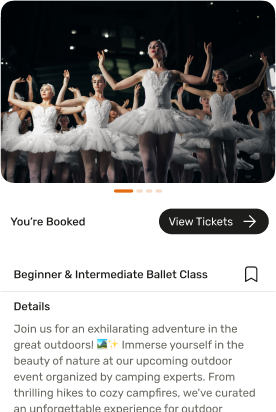 You're Booked
View Tickets
Beginner & Intermediate Ballet Class
Details
Join us for an exhilarating adventure in the
great outdoors! 🏞️✨ Immerse yourself in the
beauty of nature at our upcoming outdoor
event organized by camping experts. From
thrilling hikes to cozy campfires, we've curated
an unforgettable experience for outdoor